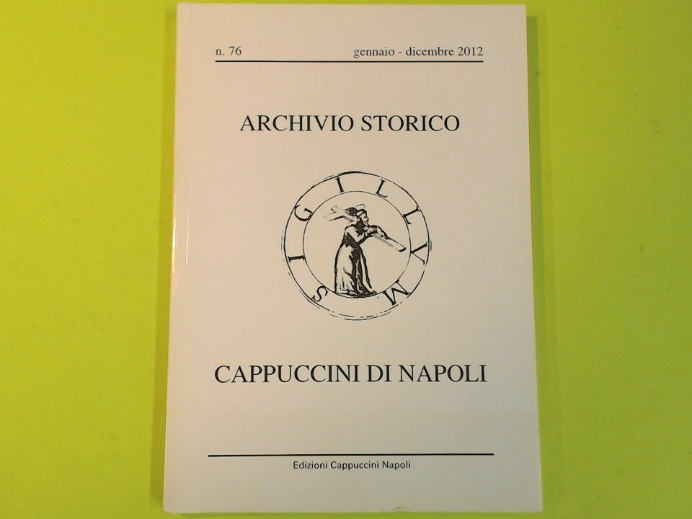 n. 76 gennaio - dicembre 2012
ARCHIVIO STORICO
SIGILLVM
CAPPUCCINI DI NAPOLI
Edizioni Cappuccini Napoli